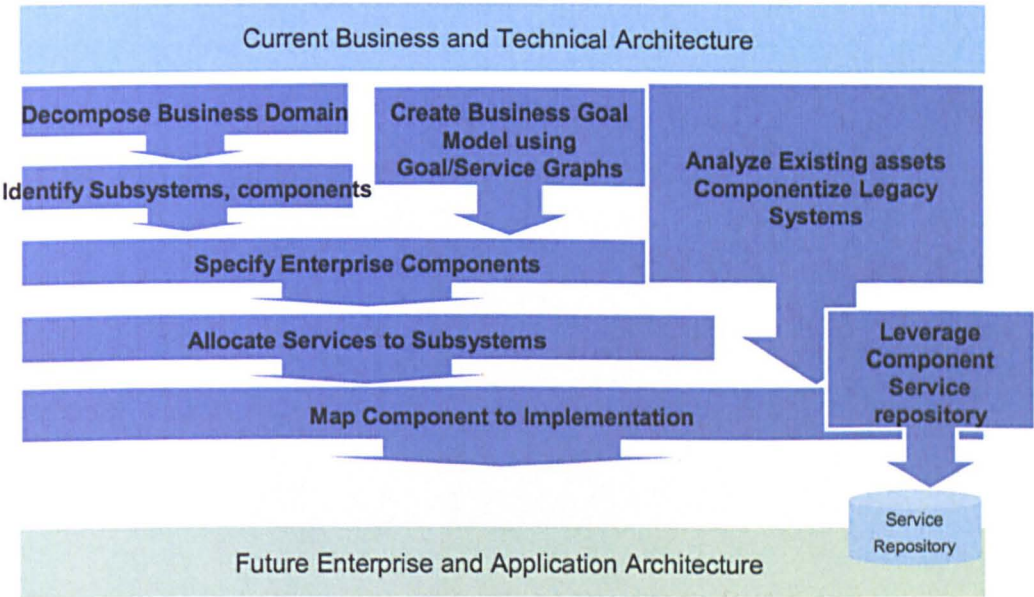 Current Business and Technical Architecture
Decompose Business Domain
Identify Subsystems, components
Create Business Goal
Model using
Goal/Service Graphs
Analyze Existing assets
Componentize Legacy
Systems
Specify Enterprise Components
Allocate Services to Subsystems
Leverage
Component
Service
repository
Map Component to Implementation
Service
Repository
Future Enterprise and Application Architecture